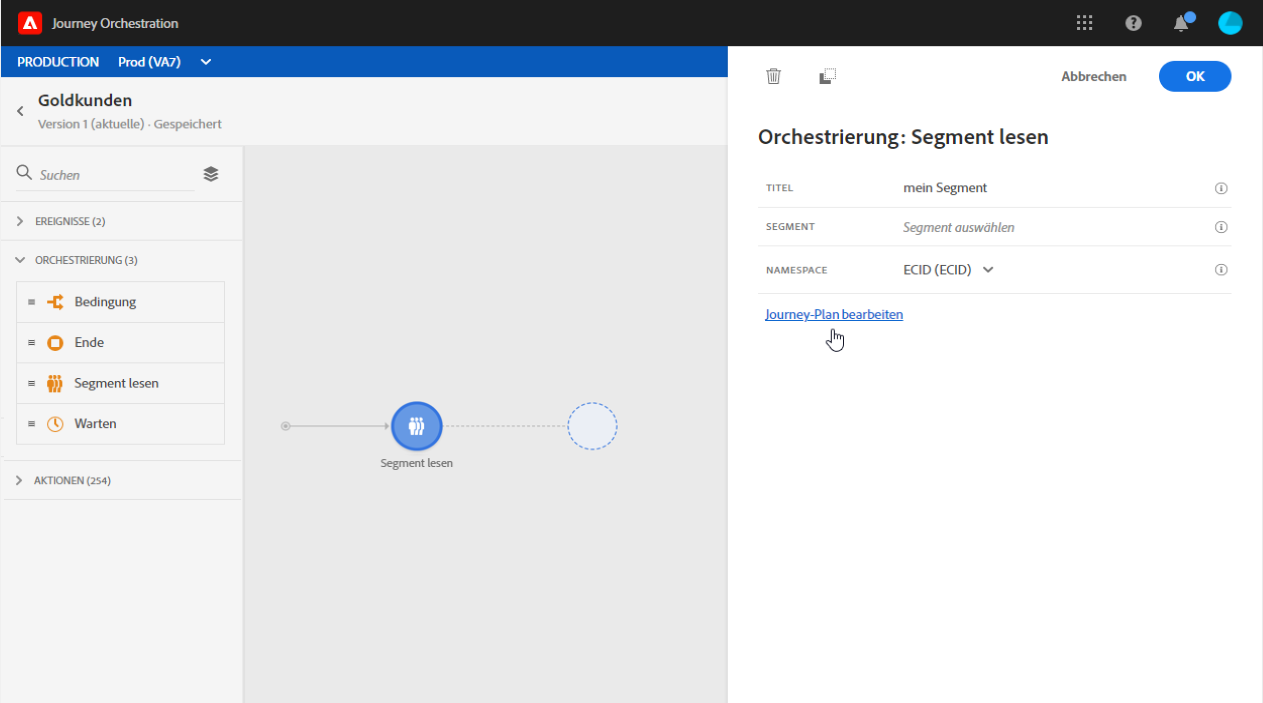 Journey Orchestration
PRODUCTION Prod (VA7)
Abbrechen OK
Goldkunden
Version 1 (aktuelle) · Gespeichert
Orchestrierung: Segment lesen
Suchen
TITEL mein Segment
EREIGNISSE (2)
SEGMENT Segment auswählen
ORCHESTRIERUNG (3)
NAMESPACE ECID (ECID)
Bedingung
Journey-Plan bearbeiten
Ende
Segment lesen
Warten
Segment lesen
AKTIONEN (254)